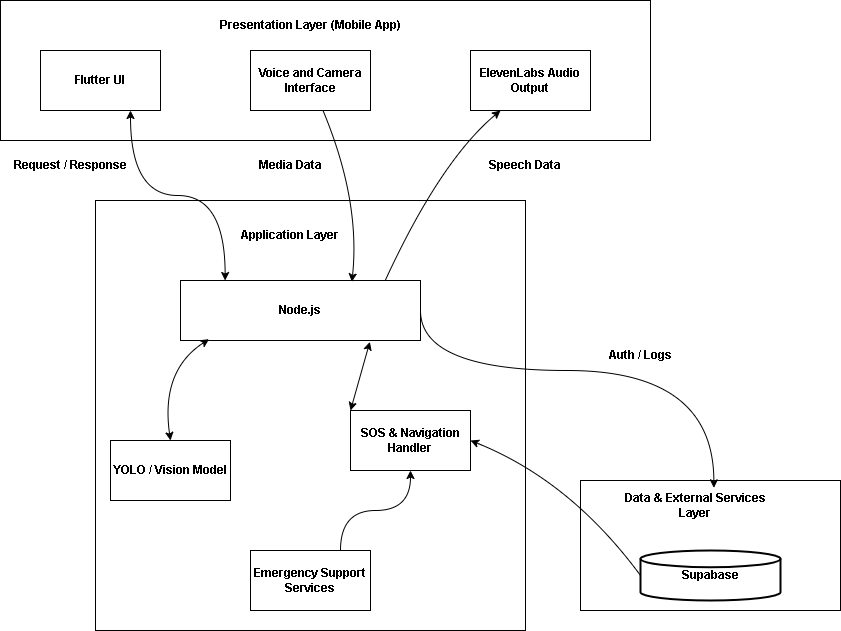 Presentation Layer (Mobile App)
Flutter UI
Voice and Camera
Interface
ElevenLabs Audio
Output
Request / Response
Media Data
Speech Data
Application Layer
Node.js
Auth / Logs
SOS & Navigation
Handler
YOLO / Vision Model
Data & External Services
Layer
Emergency Support
Services
Supabase